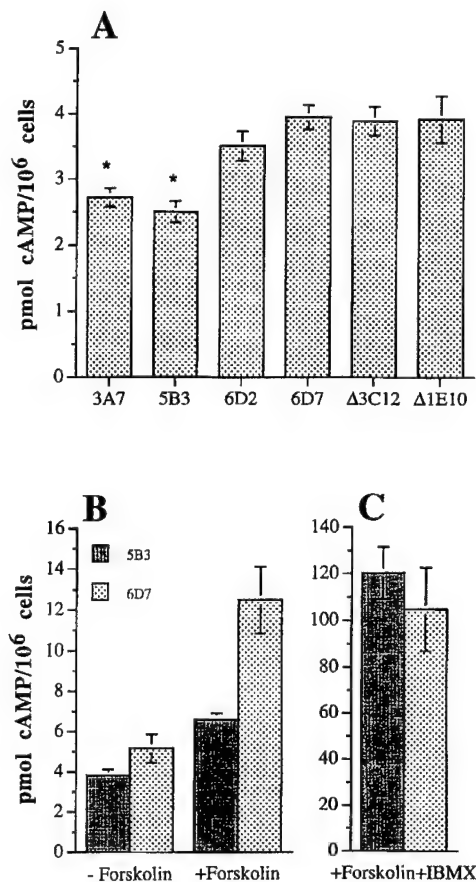 A
pmol cAMP/10⁶ cells
5
4
3
2
1
0
* *
3A7 5B3 6D2 6D7 Δ3C12 Δ1E10
B
pmol cAMP/10⁶ cells
16
14
12
10
8
6
4
2
0
5B3
6D7
- Forskolin +Forskolin
C
140
120
100
80
60
40
20
0
+Forskolin+IBMX